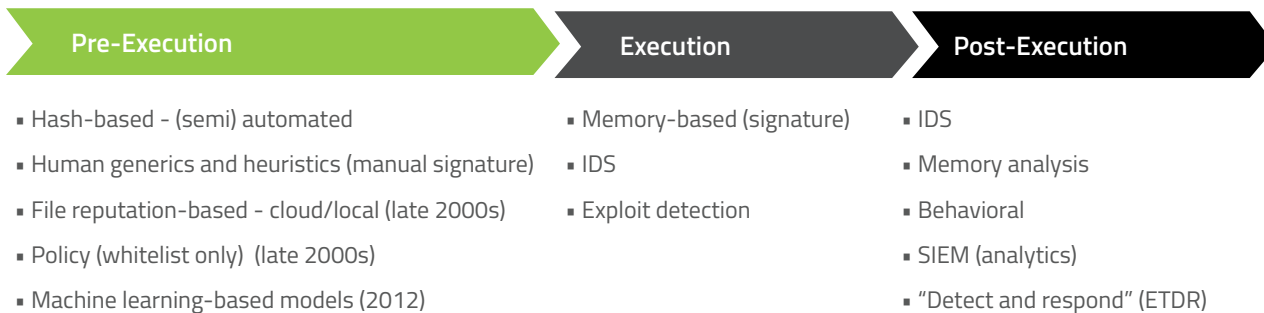 Pre-Execution
▪ Hash-based - (semi) automated
▪ Human generics and heuristics (manual signature)
▪ File reputation-based - cloud/local (late 2000s)
▪ Policy (whitelist only) (late 2000s)
▪ Machine learning-based models (2012)
Execution
▪ Memory-based (signature)
▪ IDS
▪ Exploit detection
Post-Execution
▪ IDS
▪ Memory analysis
▪ Behavioral
▪ SIEM (analytics)
▪ “Detect and respond” (ETDR)